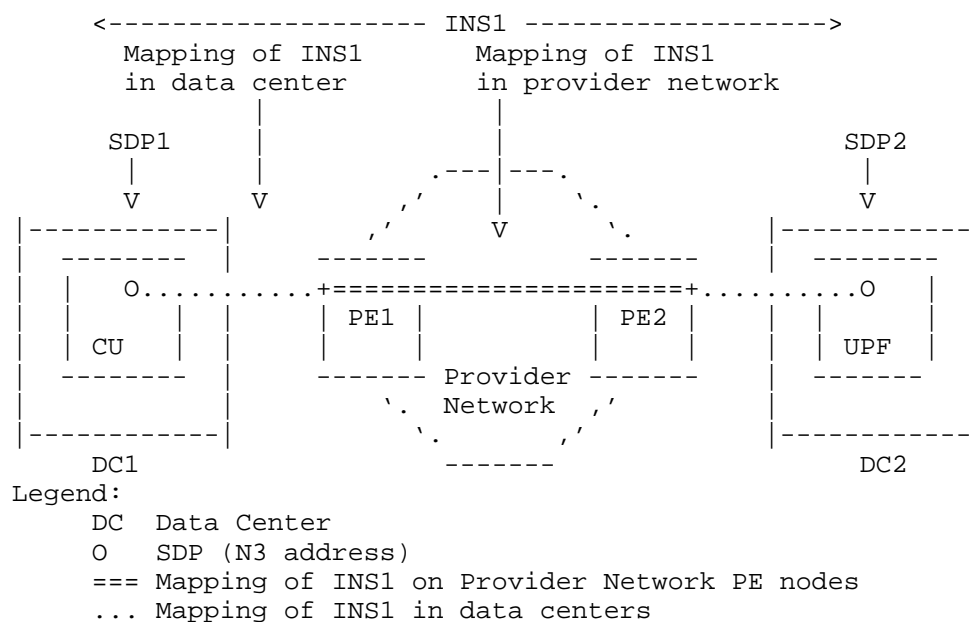 <------------------- INS1 ------------------->
Mapping of INS1 Mapping of INS1
in data center in provider network
SDP1 SDP2
V V V
V
O...........+======================+..........O
PE1 PE2
CU UPF
Provider
Network
DC1 DC2
Legend:
DC Data Center
O SDP (N3 address)
=== Mapping of INS1 on Provider Network PE nodes
... Mapping of INS1 in data centers